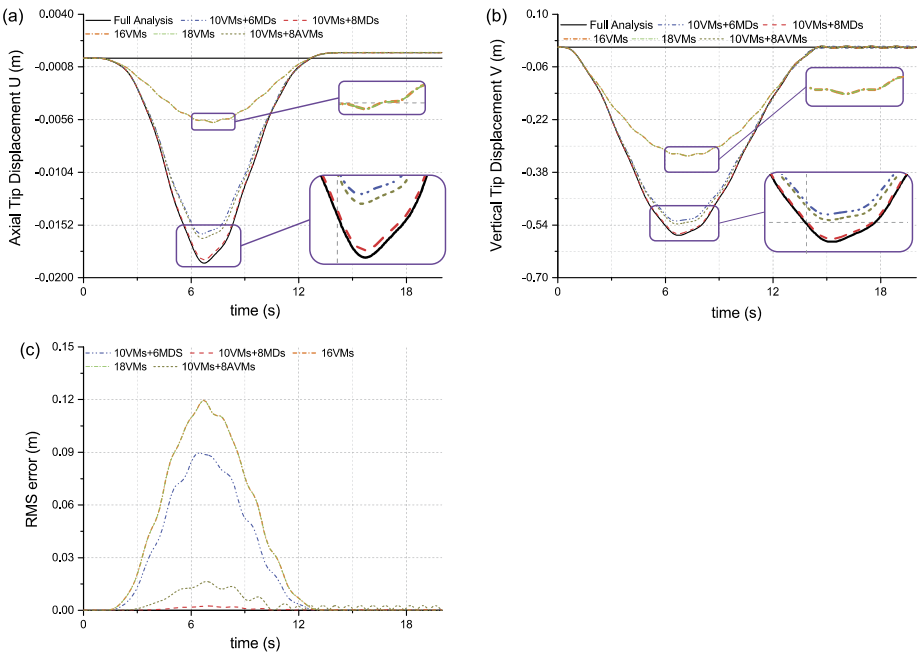 (a)
Full Analysis 10VMs+6MDs 10VMs+8MDs
16VMs 18VMs 10VMs+8AVMs
Axial Tip Displacement U (m)
0.0040
-0.0008
-0.0056
-0.0104
-0.0152
-0.0200
0 6 12 18
time (s)
(b)
Full Analysis 10VMs+6MDs 10VMs+8MDs
16VMs 18VMs 10VMs+8AVMs
Vertical Tip Displacement V (m)
0.10
-0.06
-0.22
-0.38
-0.54
-0.70
0 6 12 18
time (s)
(c)
10VMs+6MDS 10VMs+8MDs 16VMs
18VMs 10VMs+8AVMs
RMS error (m)
0.15
0.12
0.09
0.06
0.03
0.00
0 6 12 18
time (s)